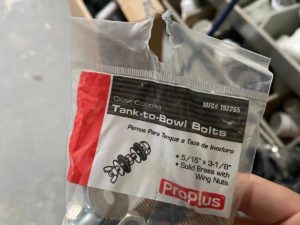 Close-Coupled
MFG# 192265
Tank-to-Bowl Bolts
Pernos Para Tanque a Taza de Inodoro
• 5/16" x 3-1/8"
• Solid Brass with
Wing Nuts
Proplus